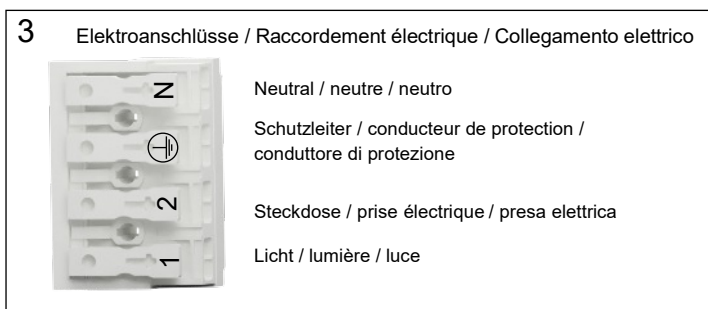 3
Elektroanschlüsse / Raccordement électrique / Collegamento elettrico
N
Neutral / neutre / neutro
Schutzleiter / conducteur de protection /
conduttore di protezione
2
Steckdose / prise électrique / presa elettrica
1
Licht / lumière / luce